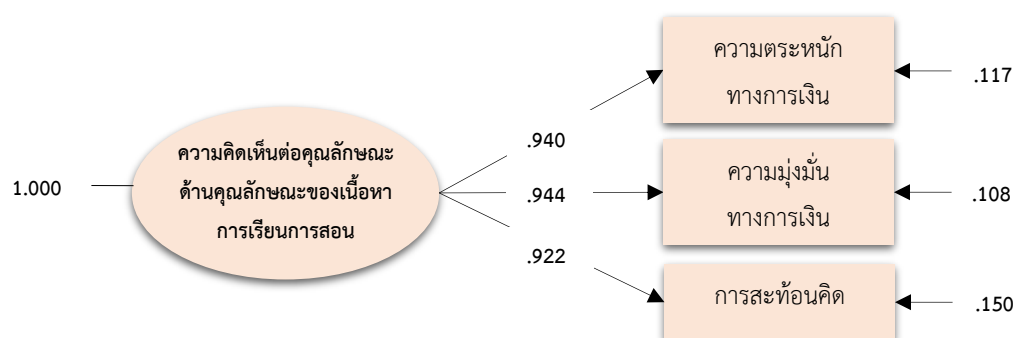 ความตระหนัก
ทางการเงิน
.117
.940
ความคิดเห็นต่อคุณลักษณะ
ด้านคุณลักษณะของเนื้อหา
การเรียนการสอน
1.000
.944
ความมุ่งมั่น
ทางการเงิน
.108
.922
การสะท้อนคิด
.150